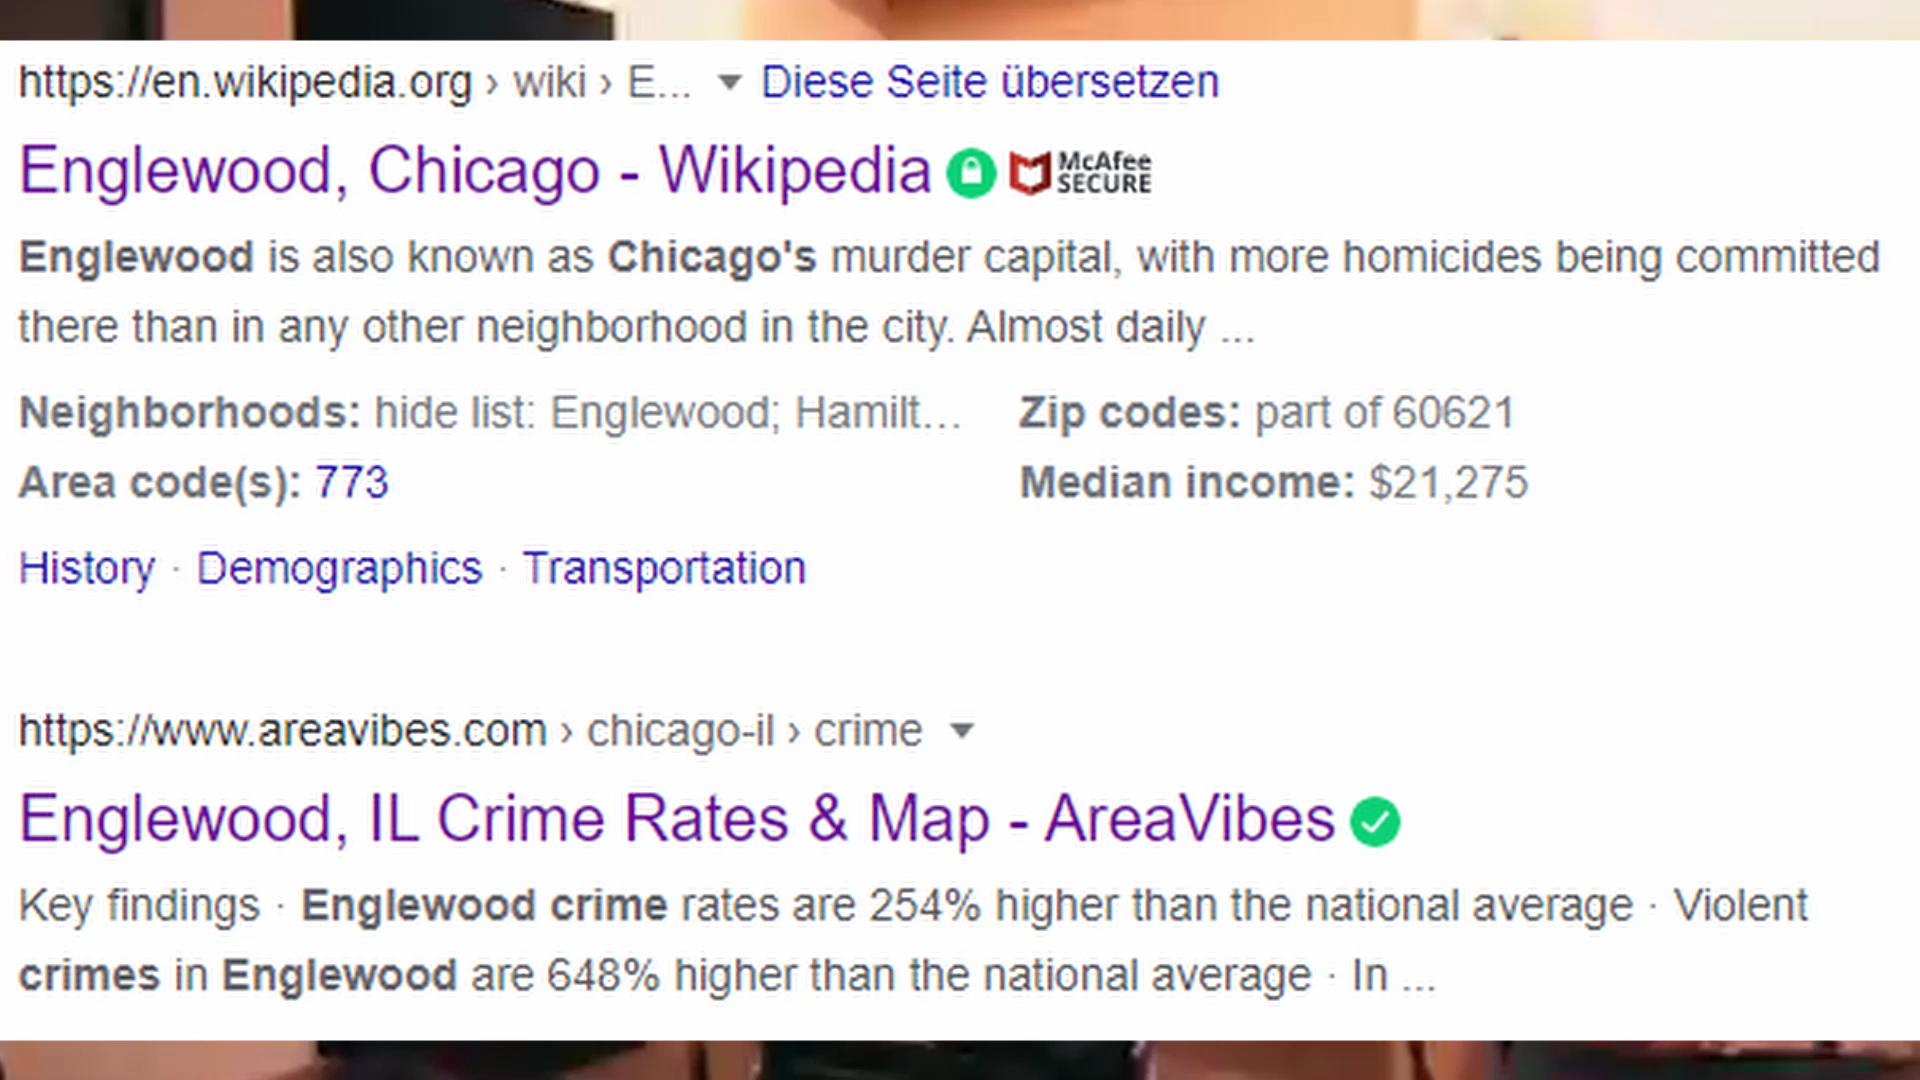 https://en.wikipedia.org › wiki › E... ▼ Diese Seite übersetzen
Englewood, Chicago - Wikipedia McAfee SECURE
Englewood is also known as Chicago's murder capital, with more homicides being committed
there than in any other neighborhood in the city. Almost daily ...
Neighborhoods: hide list: Englewood; Hamilt... Zip codes: part of 60621
Area code(s): 773 Median income: $21,275
History · Demographics · Transportation
https://www.areavibes.com › chicago-il › crime ▼
Englewood, IL Crime Rates & Map - AreaVibes
Key findings · Englewood crime rates are 254% higher than the national average · Violent
crimes in Englewood are 648% higher than the national average · In ...